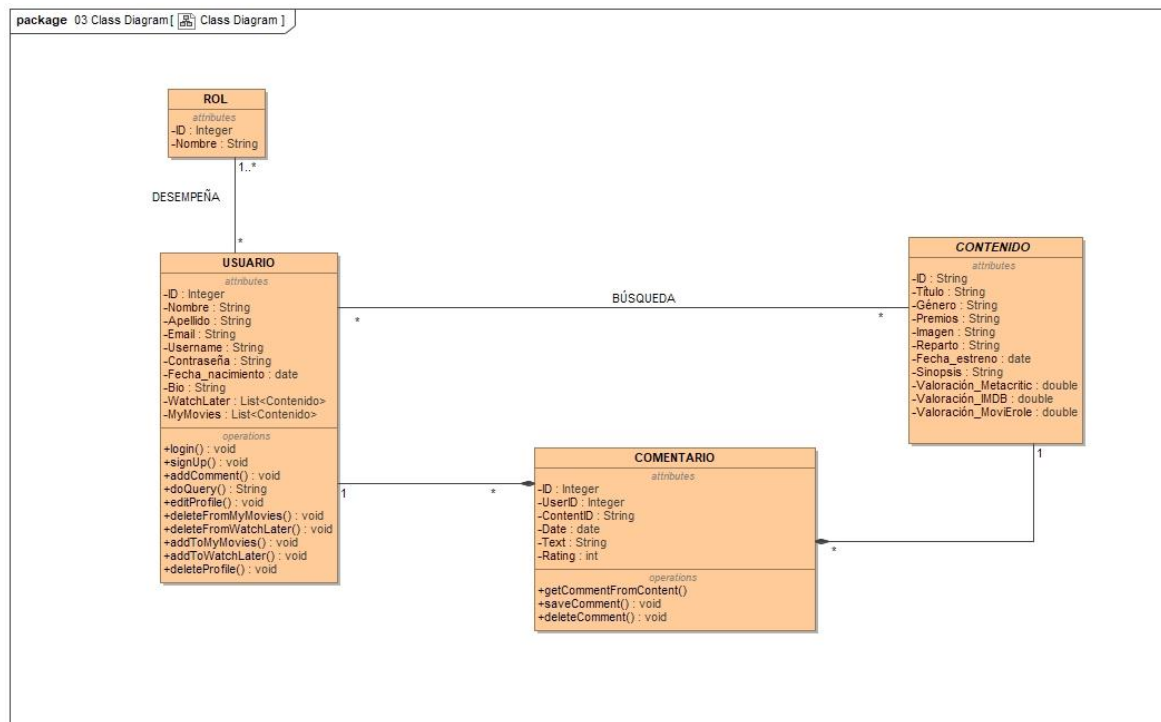 package 03 Class Diagram [ Class Diagram ]
ROL
attributes
-ID : Integer
-Nombre : String
1..*
DESEMPEÑA
*
USUARIO
attributes
-ID : Integer
-Nombre : String
-Apellido : String
-Email : String
-Username : String
-Contraseña : String
-Fecha_nacimiento : date
-Bio : String
-WatchLater : List<Contenido>
-MyMovies : List<Contenido>
operations
+login() : void
+signUp() : void
+addComment() : void
+doQuery() : String
+editProfile() : void
+deleteFromMyMovies() : void
+deleteFromWatchLater() : void
+addToMyMovies() : void
+addToWatchLater() : void
+deleteProfile() : void
BÚSQUEDA
*
*
CONTENIDO
attributes
-ID : String
-Título : String
-Género : String
-Premios : String
-Imagen : String
-Reparto : String
-Fecha_estreno : date
-Sinopsis : String
-Valoración_Metacritic : double
-Valoración_IMDB : double
-Valoración_MoviErole : double
1
*
1
*
COMENTARIO
attributes
-ID : Integer
-UserID : Integer
-ContentID : String
-Date : date
-Text : String
-Rating : int
operations
+getCommentFromContent()
+saveComment() : void
+deleteComment() : void